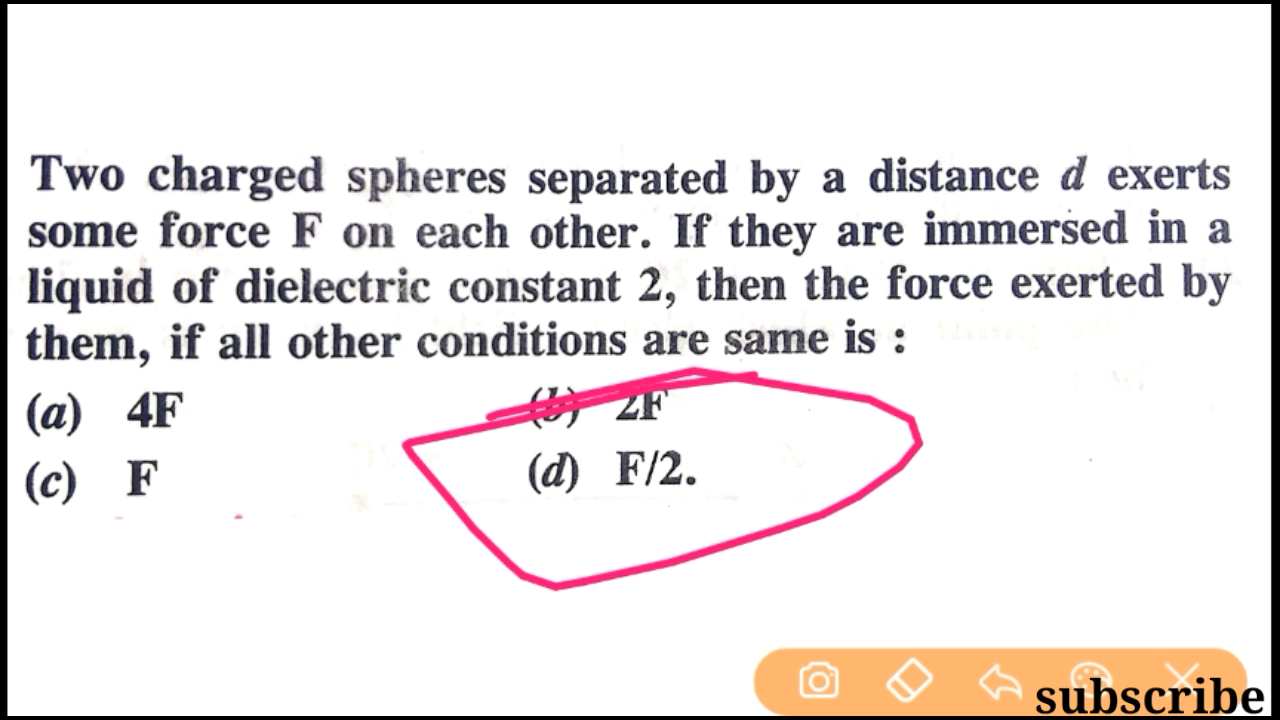 Two charged spheres separated by a distance d exerts
some force F on each other. If they are immersed in a
liquid of dielectric constant 2, then the force exerted by
them, if all other conditions are same is :
(a) 4F (b) 2F
(c) F (d) F/2.
subscribe